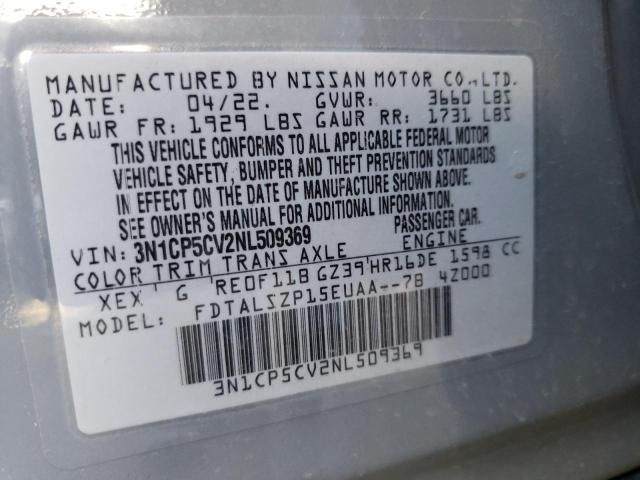 MANUFACTURED BY NISSAN MOTOR CO., LTD.
DATE: 04/22. GVWR: 3660 LBS
GAWR FR: 1929 LBS GAWR RR: 1731 LBS
THIS VEHICLE CONFORMS TO ALL APPLICABLE FEDERAL MOTOR
VEHICLE SAFETY, BUMPER AND THEFT PREVENTION STANDARDS
IN EFFECT ON THE DATE OF MANUFACTURE SHOWN ABOVE.
SEE OWNER'S MANUAL FOR ADDITIONAL INFORMATION.
VIN: 3N1CP5CV2NL509369 PASSENGER CAR.
COLOR TRIM TRANS AXLE ENGINE
XEX' G 'RE0F11B GZ39'HR16DE 1598 CC
MODEL: FDTALSZP15EUAA--78 42000
3N1CP5CV2NL509369